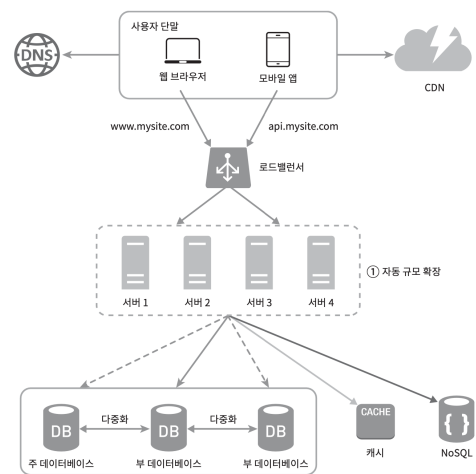 사용자 단말
DNS
웹 브라우저
모바일 앱
CDN
www.mysite.com
api.mysite.com
로드밸런서
서버 1
서버 2
서버 3
서버 4
① 자동 규모 확장
다중화
다중화
DB
DB
DB
CACHE
{ }
주 데이터베이스
부 데이터베이스
부 데이터베이스
캐시
NoSQL